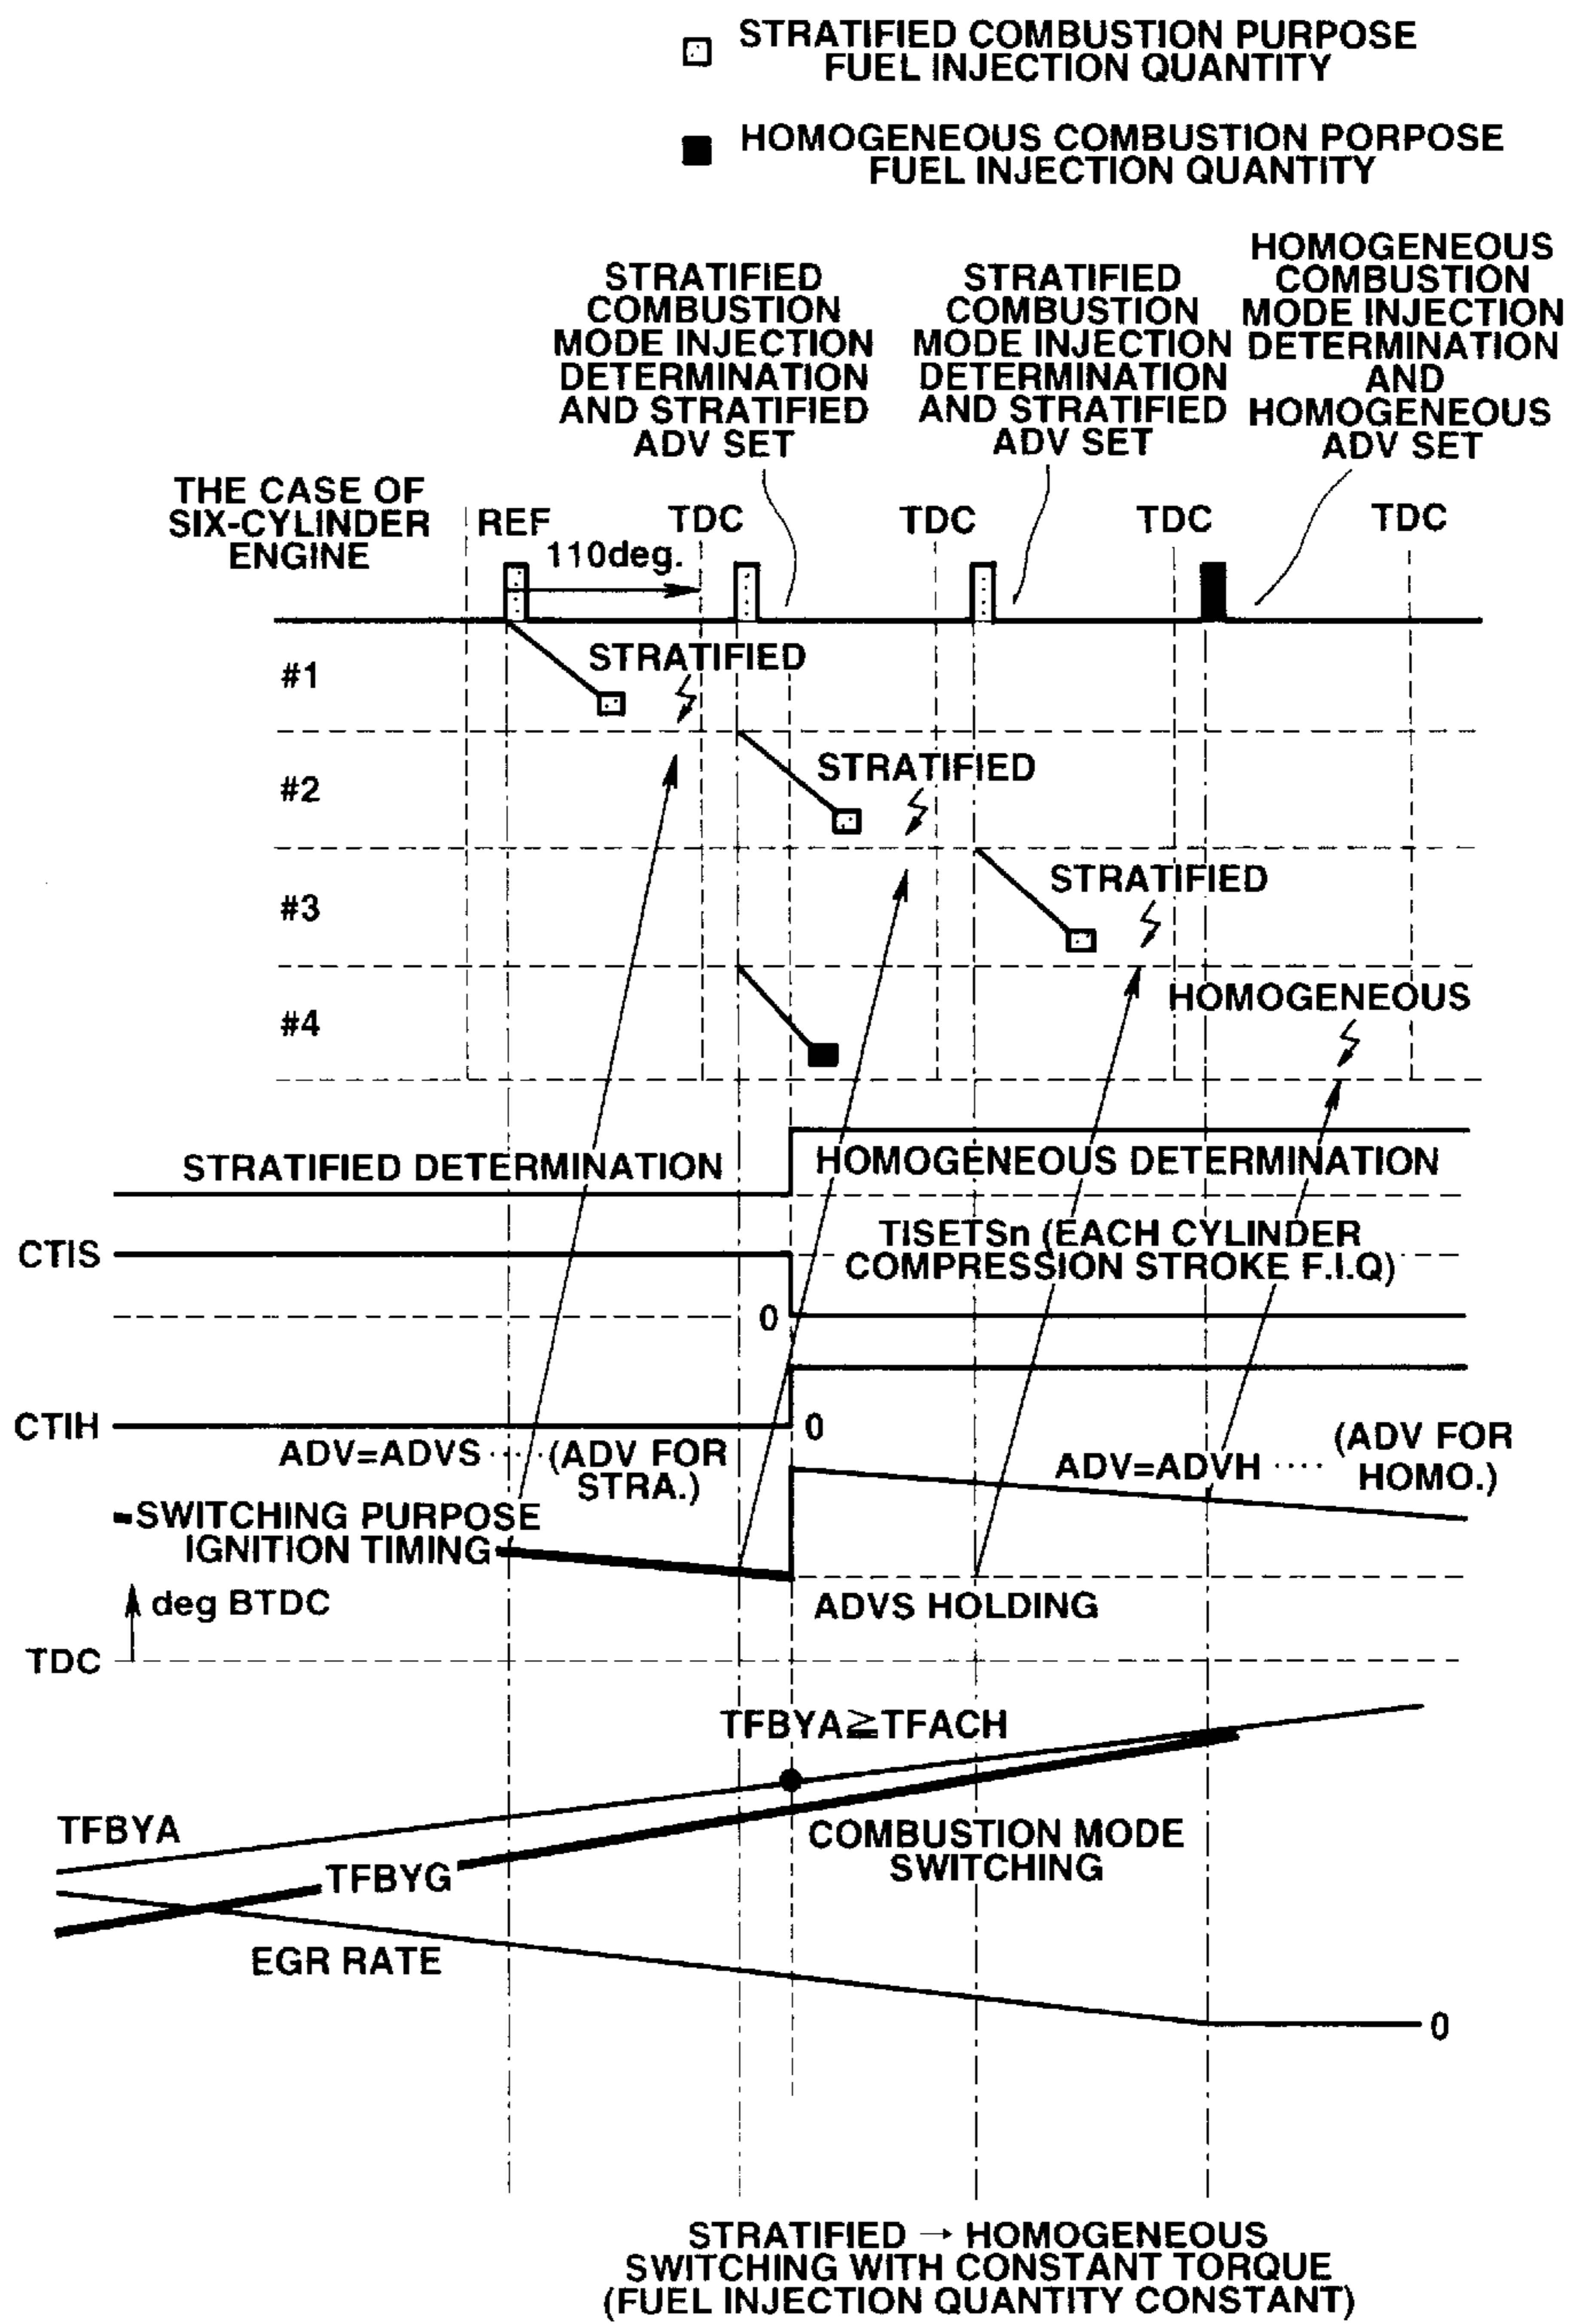 STRATIFIED COMBUSTION PURPOSE
FUEL INJECTION QUANTITY
HOMOGENEOUS COMBUSTION PORPOSE
FUEL INJECTION QUANTITY
STRATIFIED
COMBUSTION
MODE INJECTION
DETERMINATION
AND STRATIFIED
ADV SET
STRATIFIED
COMBUSTION
MODE INJECTION
DETERMINATION
AND STRATIFIED
ADV SET
HOMOGENEOUS
COMBUSTION
MODE INJECTION
DETERMINATION
AND
HOMOGENEOUS
ADV SET
THE CASE OF
SIX-CYLINDER
ENGINE
REF
TDC
TDC
TDC
TDC
110deg.
#1
STRATIFIED
#2
STRATIFIED
#3
STRATIFIED
#4
HOMOGENEOUS
STRATIFIED DETERMINATION
HOMOGENEOUS DETERMINATION
CTIS
TISETSn (EACH CYLINDER
COMPRESSION STROKE F.I.Q)
0
CTIH
0
ADV=ADVS ···· (ADV FOR
STRA.)
ADV=ADVH ···· (ADV FOR
HOMO.)
SWITCHING PURPOSE
IGNITION TIMING
deg BTDC
ADVS HOLDING
TDC
TFBYA≧TFACH
TFBYA
COMBUSTION MODE
SWITCHING
TFBYG
EGR RATE
0
STRATIFIED → HOMOGENEOUS
SWITCHING WITH CONSTANT TORQUE
(FUEL INJECTION QUANTITY CONSTANT)